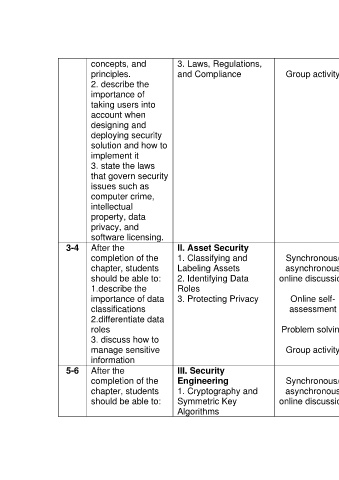 concepts, and
principles.
2. describe the
importance of
taking users into
account when
designing and
deploying security
solution and how to
implement it
3. state the laws
that govern security
issues such as
computer crime,
intellectual
property, data
privacy, and
software licensing.
3. Laws, Regulations,
and Compliance
Group activity
3-4
After the
completion of the
chapter, students
should be able to:
1.describe the
importance of data
classifications
2.differentiate data
roles
3. discuss how to
manage sensitive
information
II. Asset Security
1. Classifying and
Labeling Assets
2. Identifying Data
Roles
3. Protecting Privacy
Synchronous/
asynchronous
online discussio
Online self-
assessment
Problem solvin
Group activity
5-6
After the
completion of the
chapter, students
should be able to:
III. Security
Engineering
1. Cryptography and
Symmetric Key
Algorithms
Synchronous/
asynchronous
online discussio